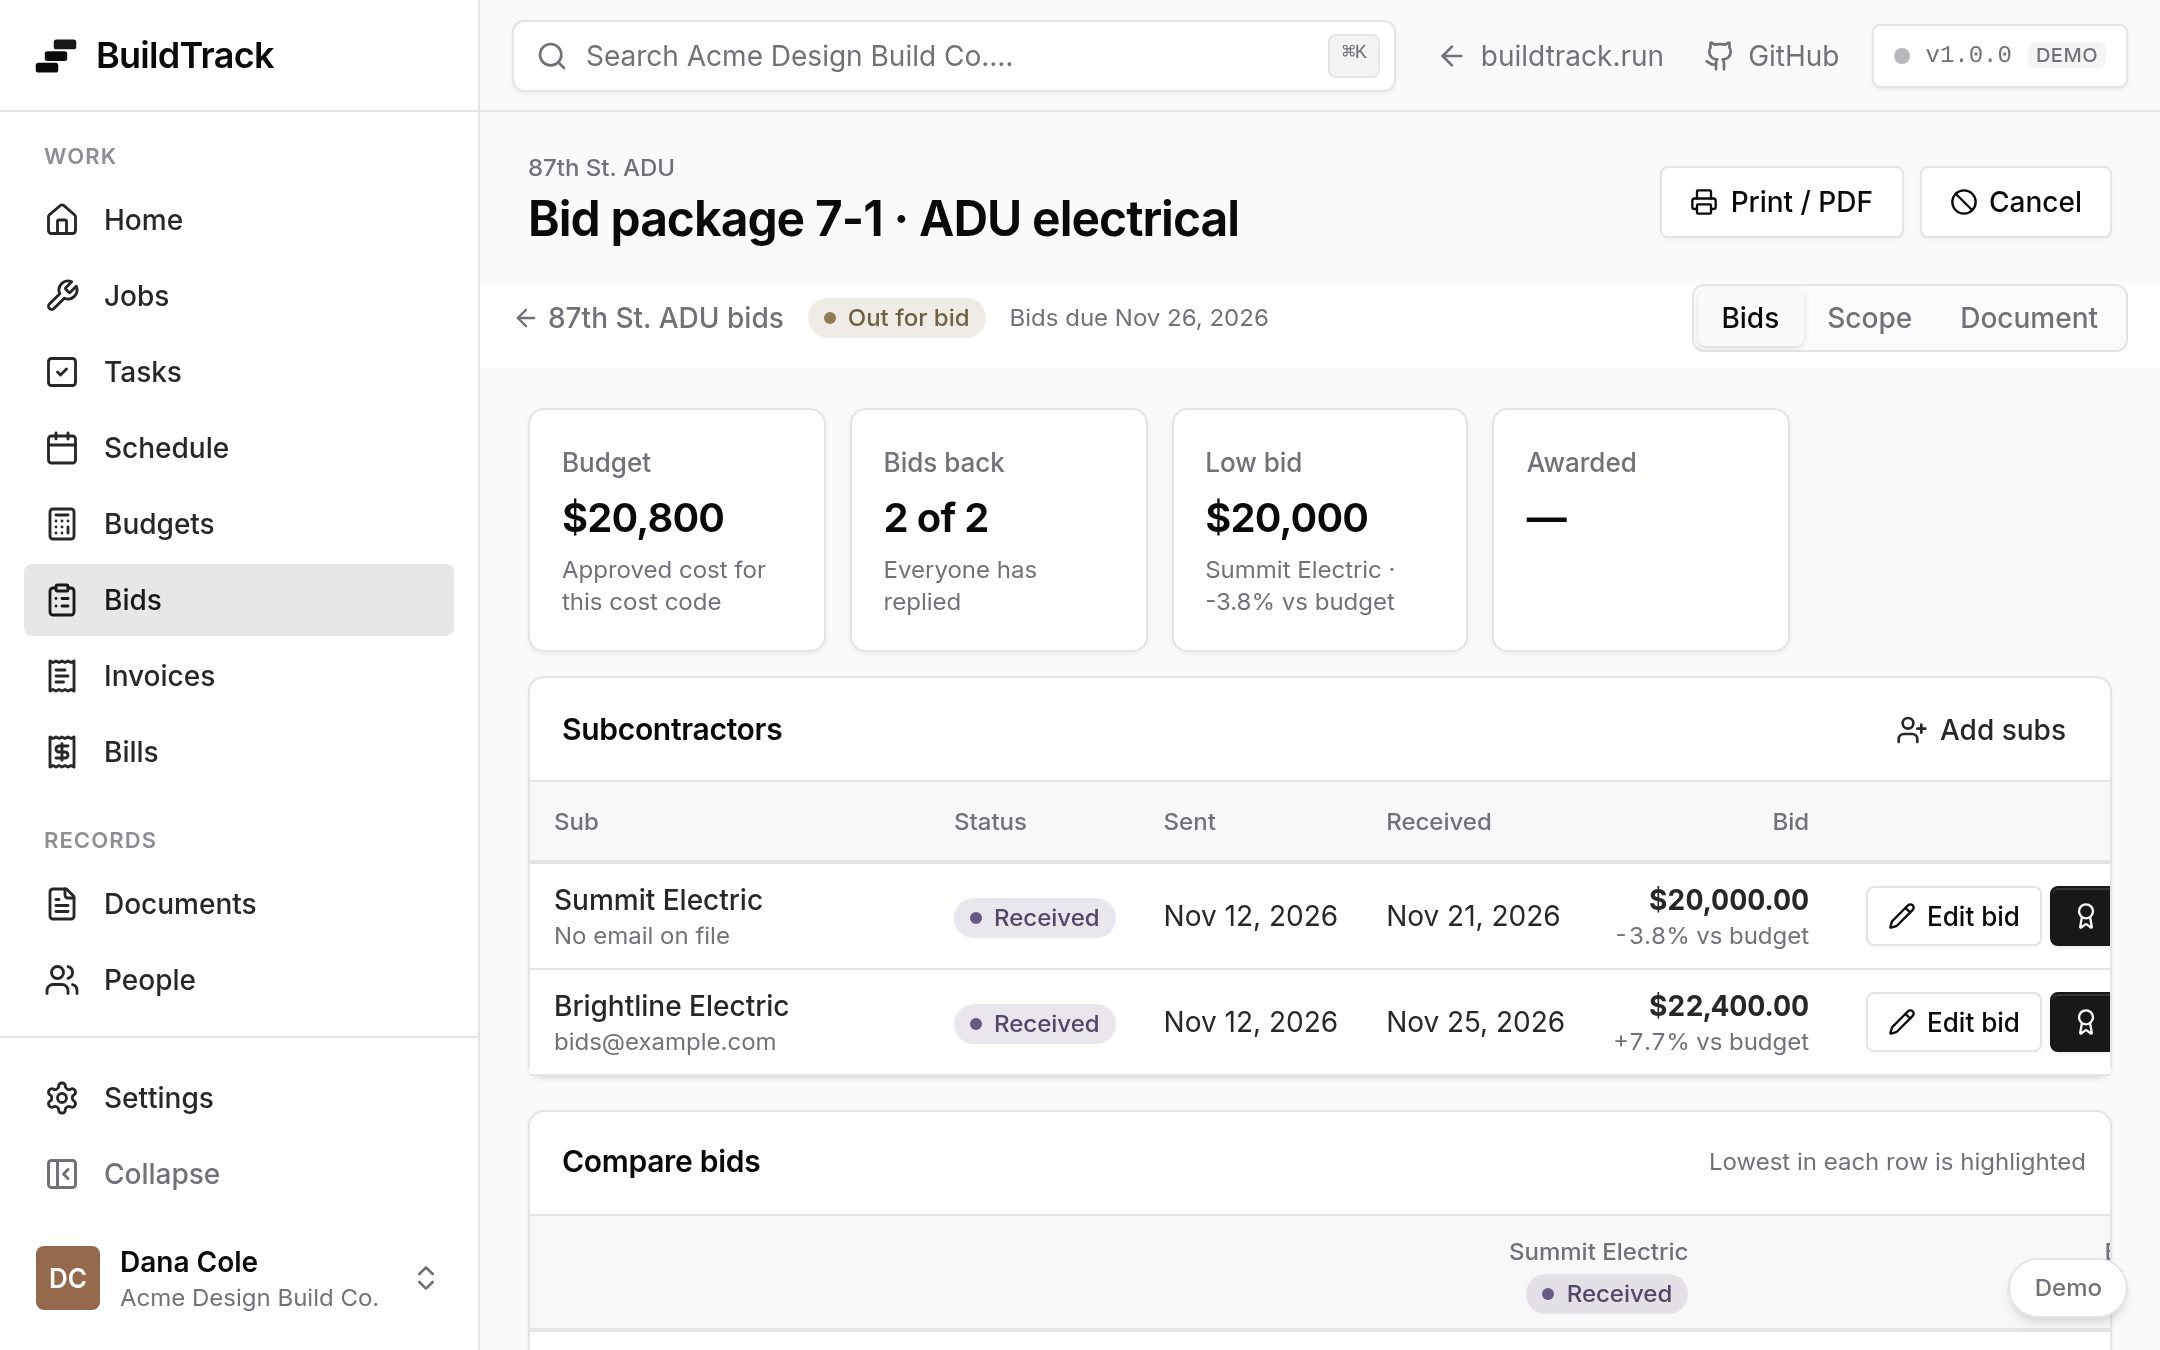 BuildTrack
Search Acme Design Build Co....
⌘K
buildtrack.run
GitHub
v1.0.0 DEMO
WORK
Home
Jobs
Tasks
Schedule
Budgets
Bids
Invoices
Bills
RECORDS
Documents
People
Settings
Collapse
DC
Dana Cole
Acme Design Build Co.
87th St. ADU
Bid package 7-1 · ADU electrical
Print / PDF
Cancel
87th St. ADU bids
Out for bid
Bids due Nov 26, 2026
Bids
Scope
Document
Budget
$20,800
Approved cost for
this cost code
Bids back
2 of 2
Everyone has
replied
Low bid
$20,000
Summit Electric ·
-3.8% vs budget
Awarded
—
Subcontractors
Add subs
Sub Status Sent Received Bid
Summit Electric
No email on file
Received
Nov 12, 2026
Nov 21, 2026
$20,000.00
-3.8% vs budget
Edit bid
Brightline Electric
bids@example.com
Received
Nov 12, 2026
Nov 25, 2026
$22,400.00
+7.7% vs budget
Edit bid
Compare bids
Lowest in each row is highlighted
Summit Electric
Received
Demo